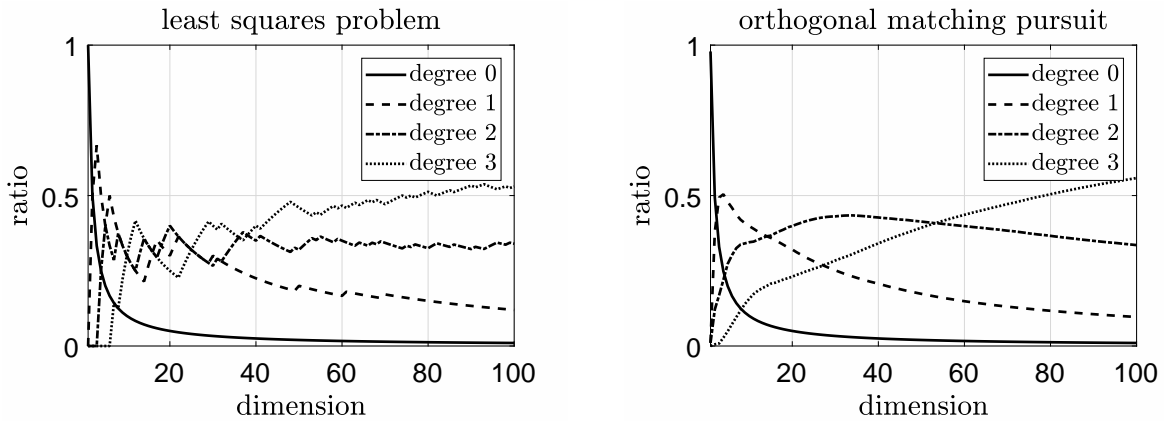 least squares problem
1
0.5
0
ratio
degree 0
degree 1
degree 2
degree 3
20
40
60
80
100
dimension
orthogonal matching pursuit
1
0.5
0
ratio
degree 0
degree 1
degree 2
degree 3
20
40
60
80
100
dimension